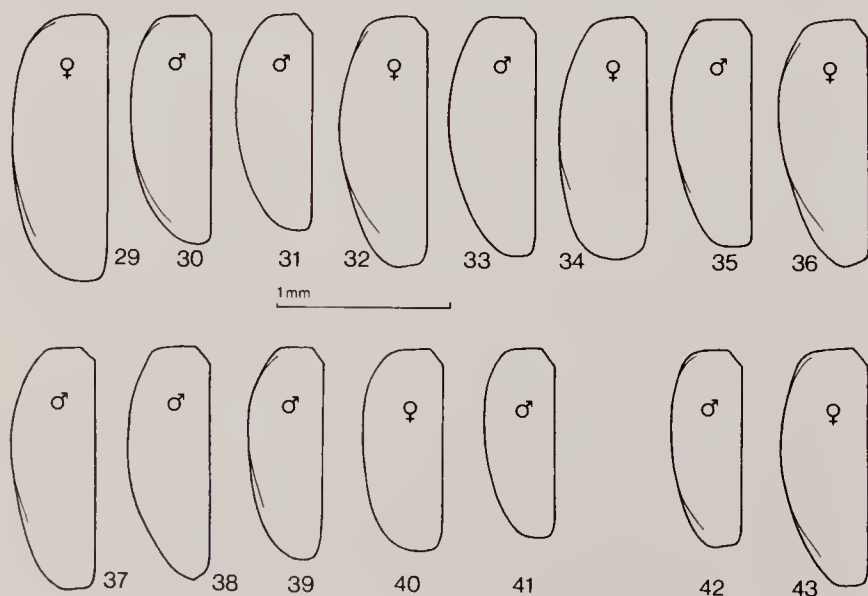 ♀ ♂ ♂ ♀ ♂ ♀ ♂ ♀
29 30 31 32 33 34 35 36
1mm
♂ ♂ ♂ ♀ ♂ ♂ ♀
37 38 39 40 41 42 43